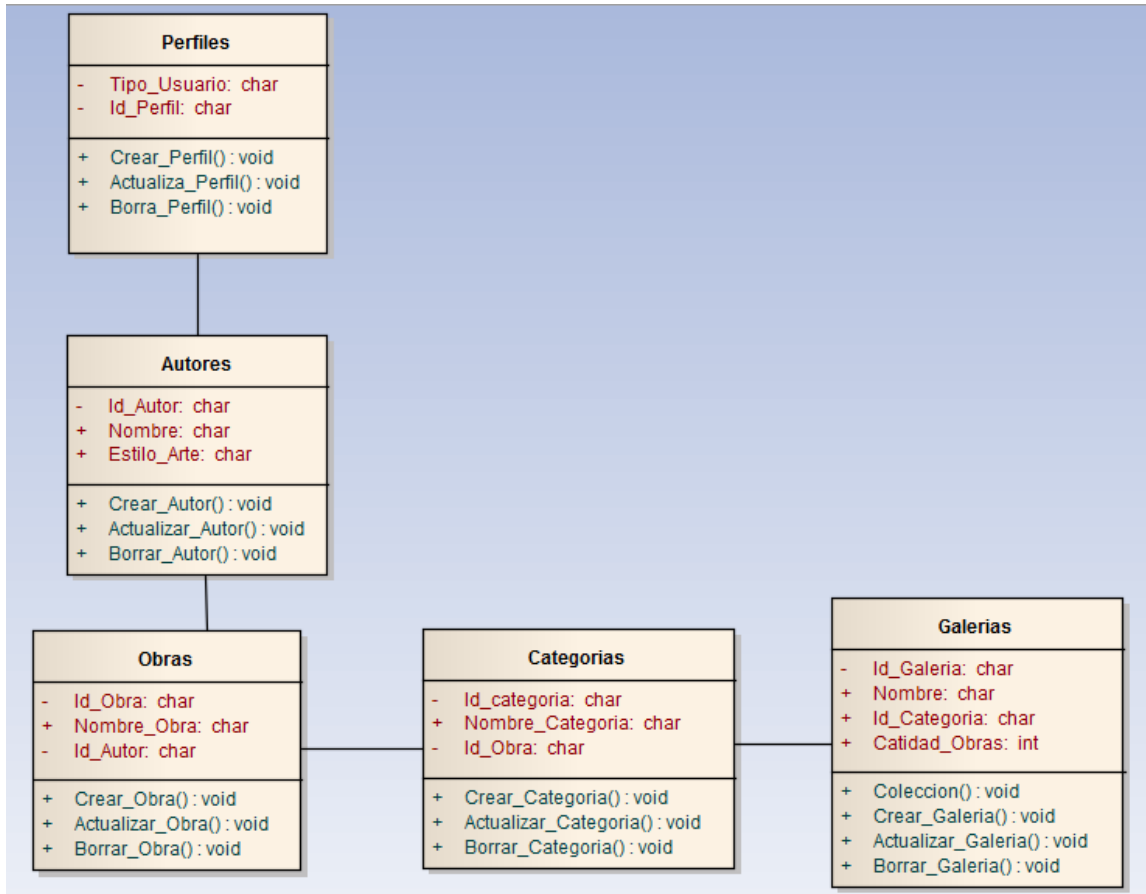 Perfiles
- Tipo_Usuario: char
- Id_Perfil: char
+ Crear_Perfil() : void
+ Actualiza_Perfil() : void
+ Borra_Perfil() : void
Autores
- Id_Autor: char
+ Nombre: char
+ Estilo_Arte: char
+ Crear_Autor() : void
+ Actualizar_Autor() : void
+ Borrar_Autor() : void
Obras
- Id_Obra: char
+ Nombre_Obra: char
- Id_Autor: char
+ Crear_Obra() : void
+ Actualizar_Obra() : void
+ Borrar_Obra() : void
Categorias
- Id_categoria: char
+ Nombre_Categoria: char
- Id_Obra: char
+ Crear_Categoria() : void
+ Actualizar_Categoria() : void
+ Borrar_Categoria() : void
Galerias
- Id_Galeria: char
+ Nombre: char
+ Id_Categoria: char
+ Catidad_Obras: int
+ Coleccion() : void
+ Crear_Galeria() : void
+ Actualizar_Galeria() : void
+ Borrar_Galeria() : void